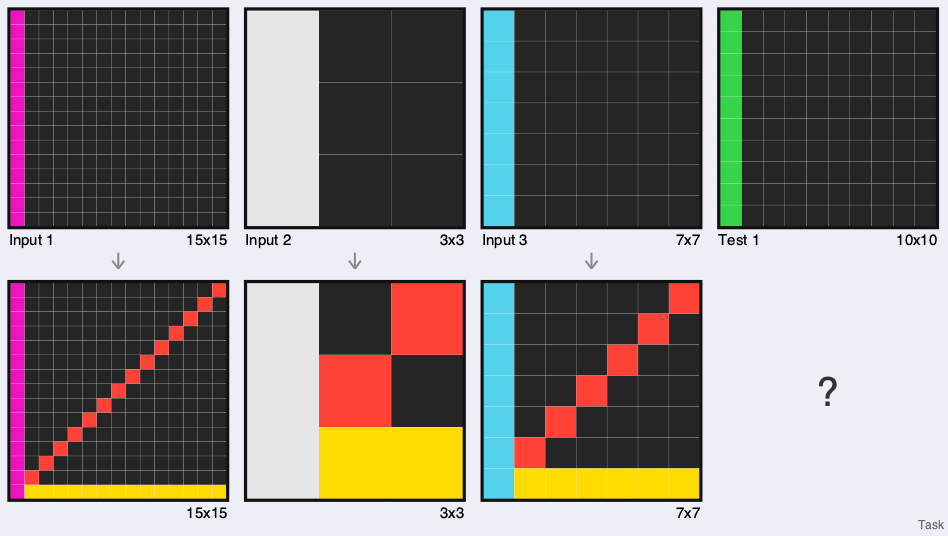 Input 1 15x15
Input 2 3x3
Input 3 7x7
Test 1 10x10
15x15
3x3
7x7
?
Task